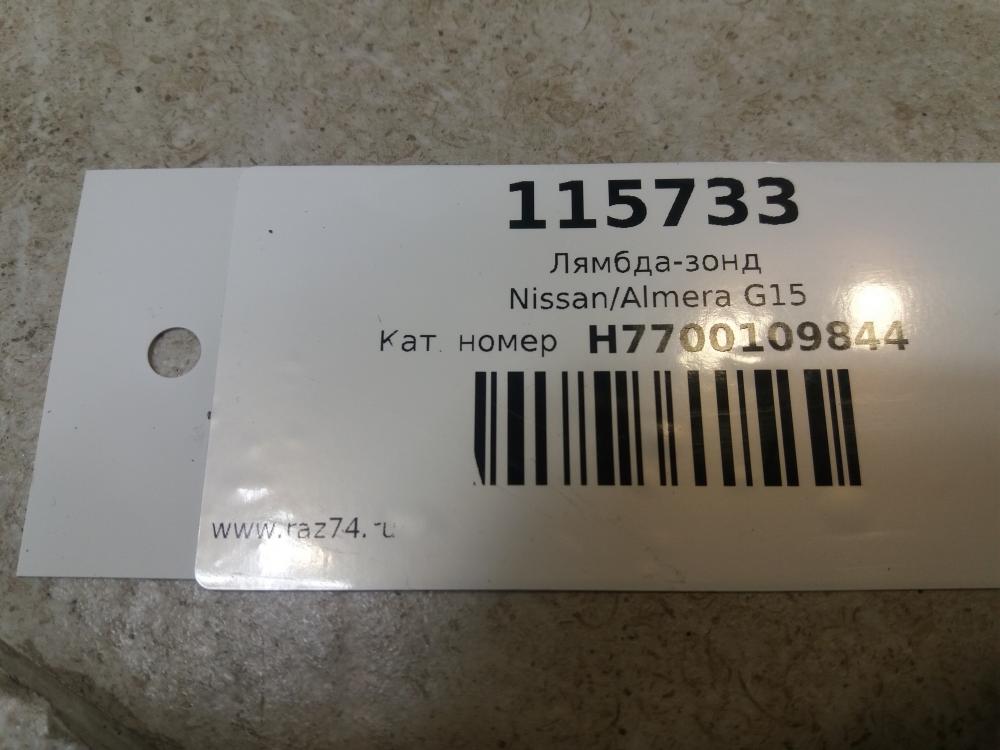 115733
Лямбда-зонд
Nissan/Almera G15
Кат. номер H7700109844
www.raz74.ru